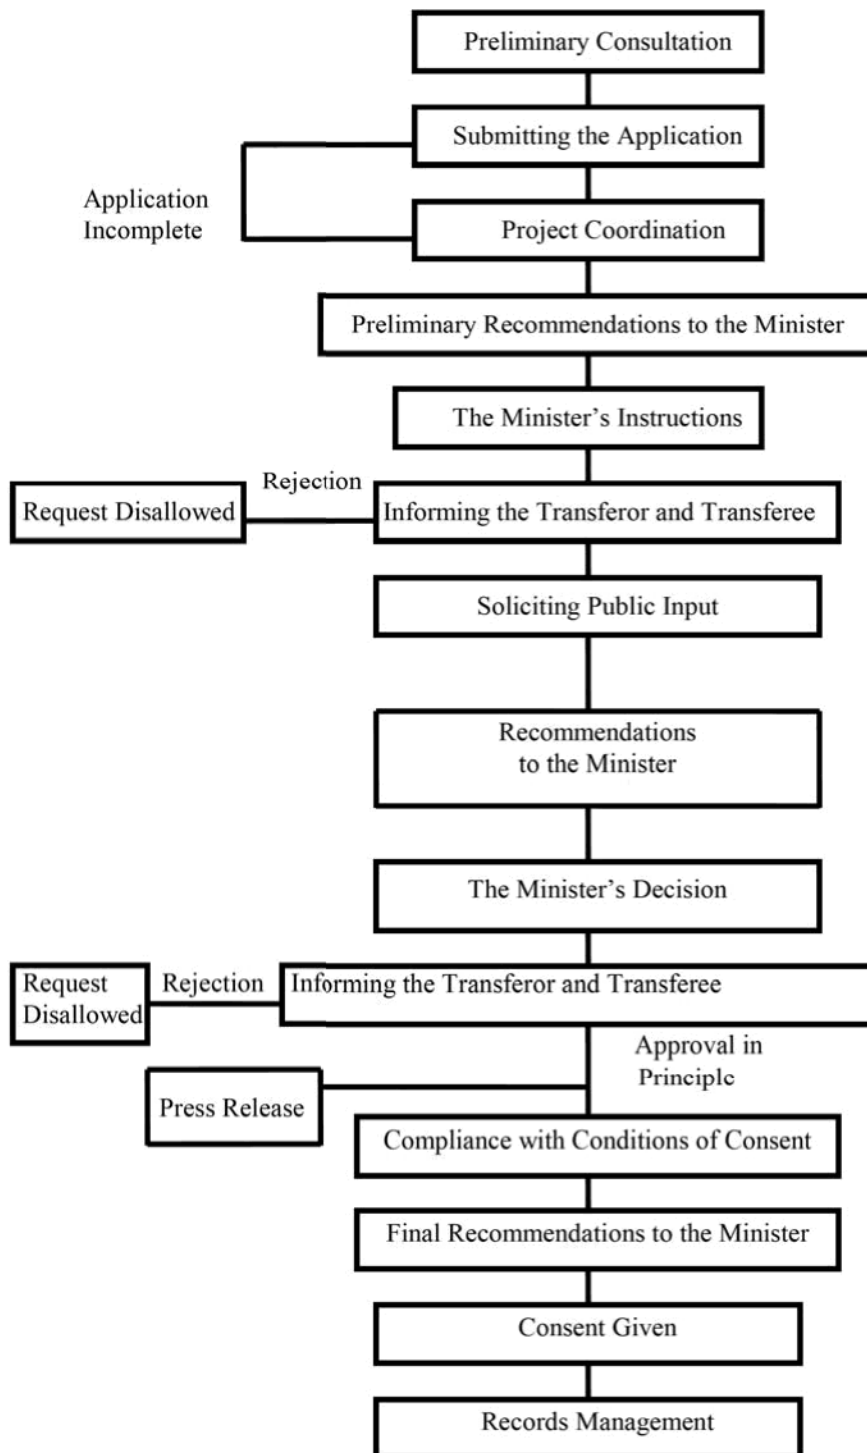 Preliminary Consultation
Submitting the Application
Application
Incomplete
Project Coordination
Preliminary Recommendations to the Minister
The Minister’s Instructions
Rejection
Request Disallowed
Informing the Transferor and Transferee
Soliciting Public Input
Recommendations
to the Minister
The Minister’s Decision
Request
Disallowed
Rejection
Informing the Transferor and Transferee
Approval in
Principle
Press Release
Compliance with Conditions of Consent
Final Recommendations to the Minister
Consent Given
Records Management